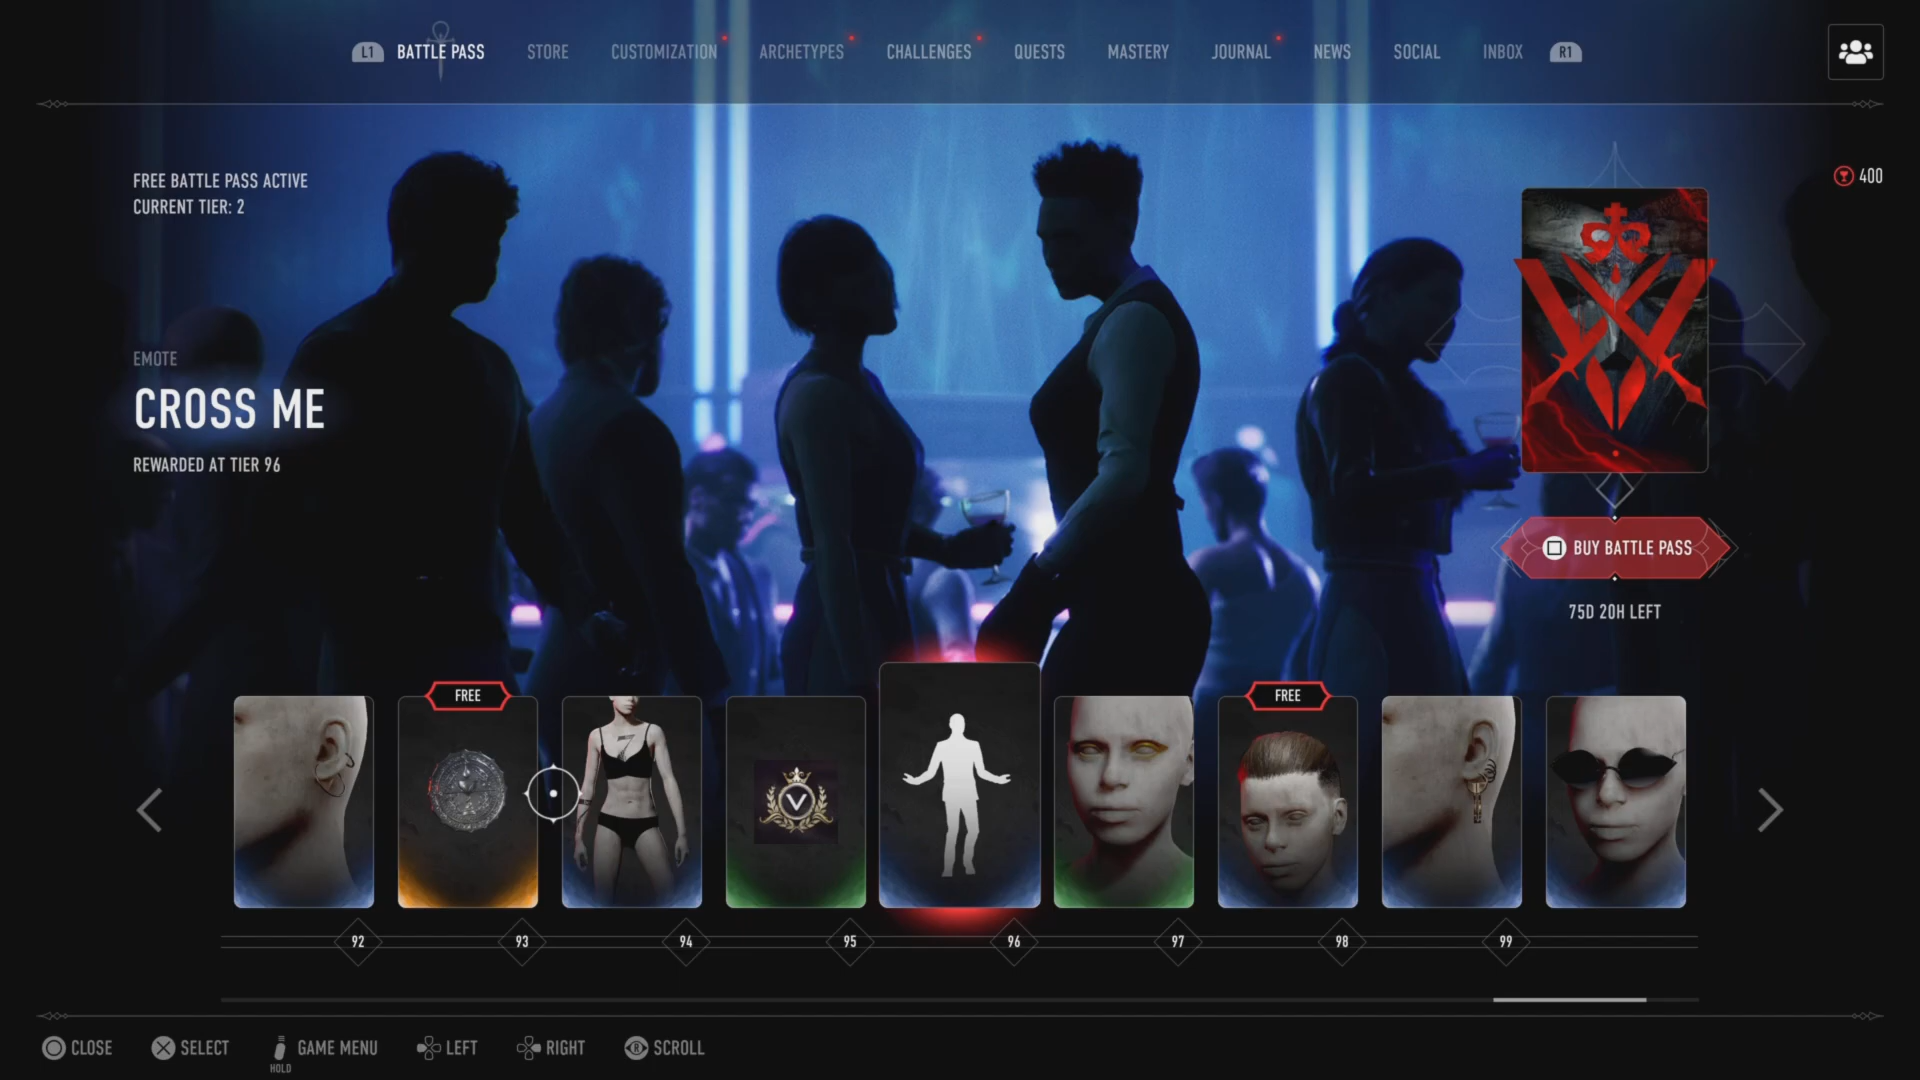 L1 BATTLE PASS STORE CUSTOMIZATION ARCHETYPES CHALLENGES QUESTS MASTERY JOURNAL NEWS SOCIAL INBOX R1
400
FREE BATTLE PASS ACTIVE
CURRENT TIER: 2
EMOTE
CROSS ME
REWARDED AT TIER 96
BUY BATTLE PASS
75D 20H LEFT
FREE
FREE
V
92 93 94 95 96 97 98 99
CLOSE SELECT GAME MENU LEFT RIGHT R SCROLL
HOLD